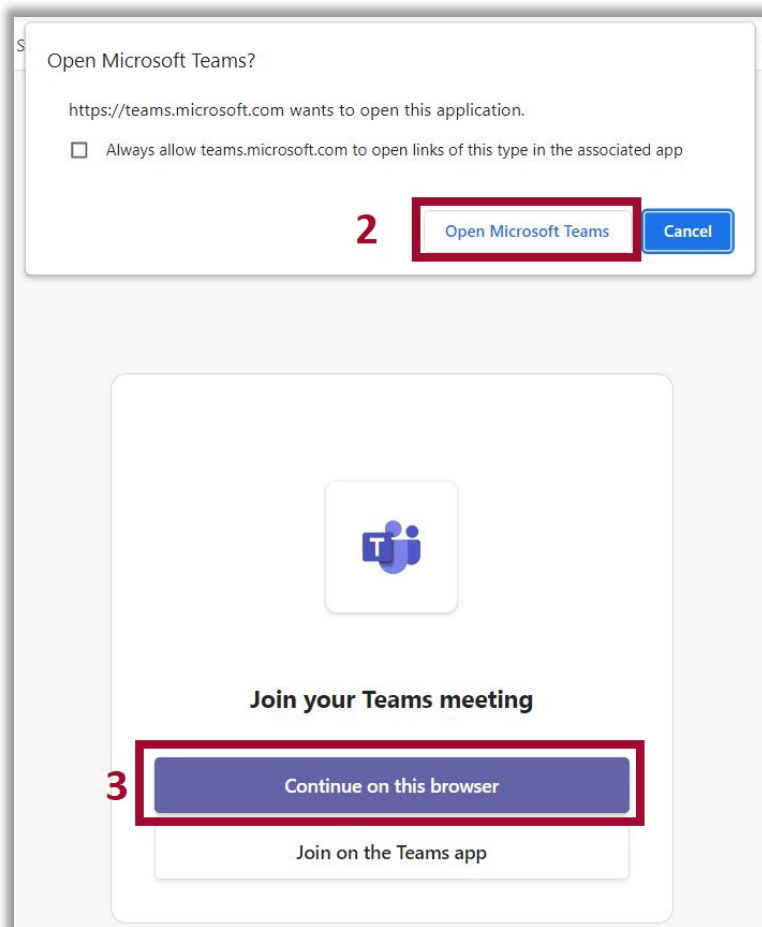 S
Open Microsoft Teams?
https://teams.microsoft.com wants to open this application.
Always allow teams.microsoft.com to open links of this type in the associated app
2
Open Microsoft Teams
Cancel
T
Join your Teams meeting
3
Continue on this browser
Join on the Teams app